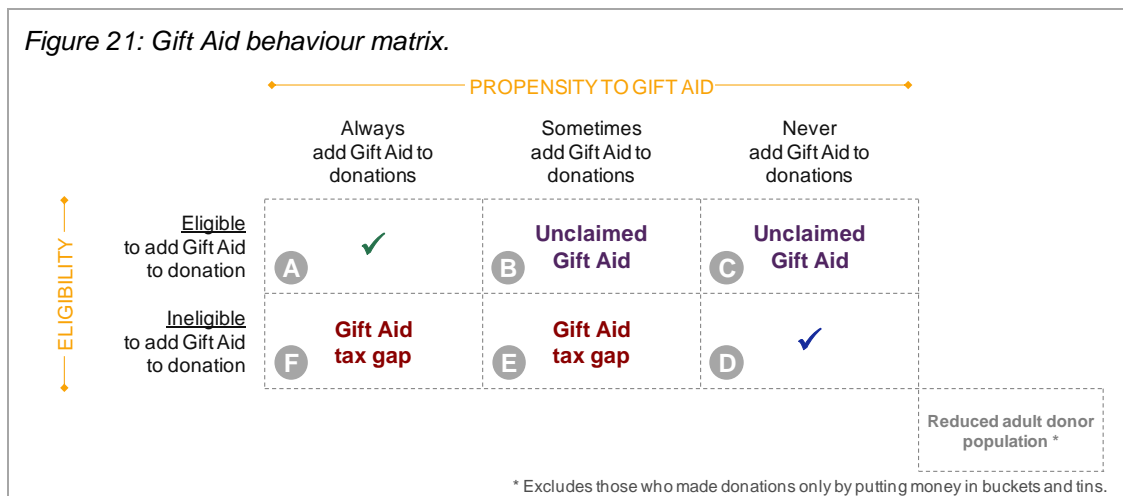 Figure 21: Gift Aid behaviour matrix.
PROPENSITY TO GIFT AID
Always
add Gift Aid to
donations
Sometimes
add Gift Aid to
donations
Never
add Gift Aid to
donations
ELIGIBILITY
Eligible
to add Gift Aid
to donation
A
Unclaimed
Gift Aid
B
Unclaimed
Gift Aid
C
Ineligible
to add Gift Aid
to donation
Gift Aid
tax gap
F
Gift Aid
tax gap
E
D
Reduced adult donor
population *
* Excludes those who made donations only by putting money in buckets and tins.